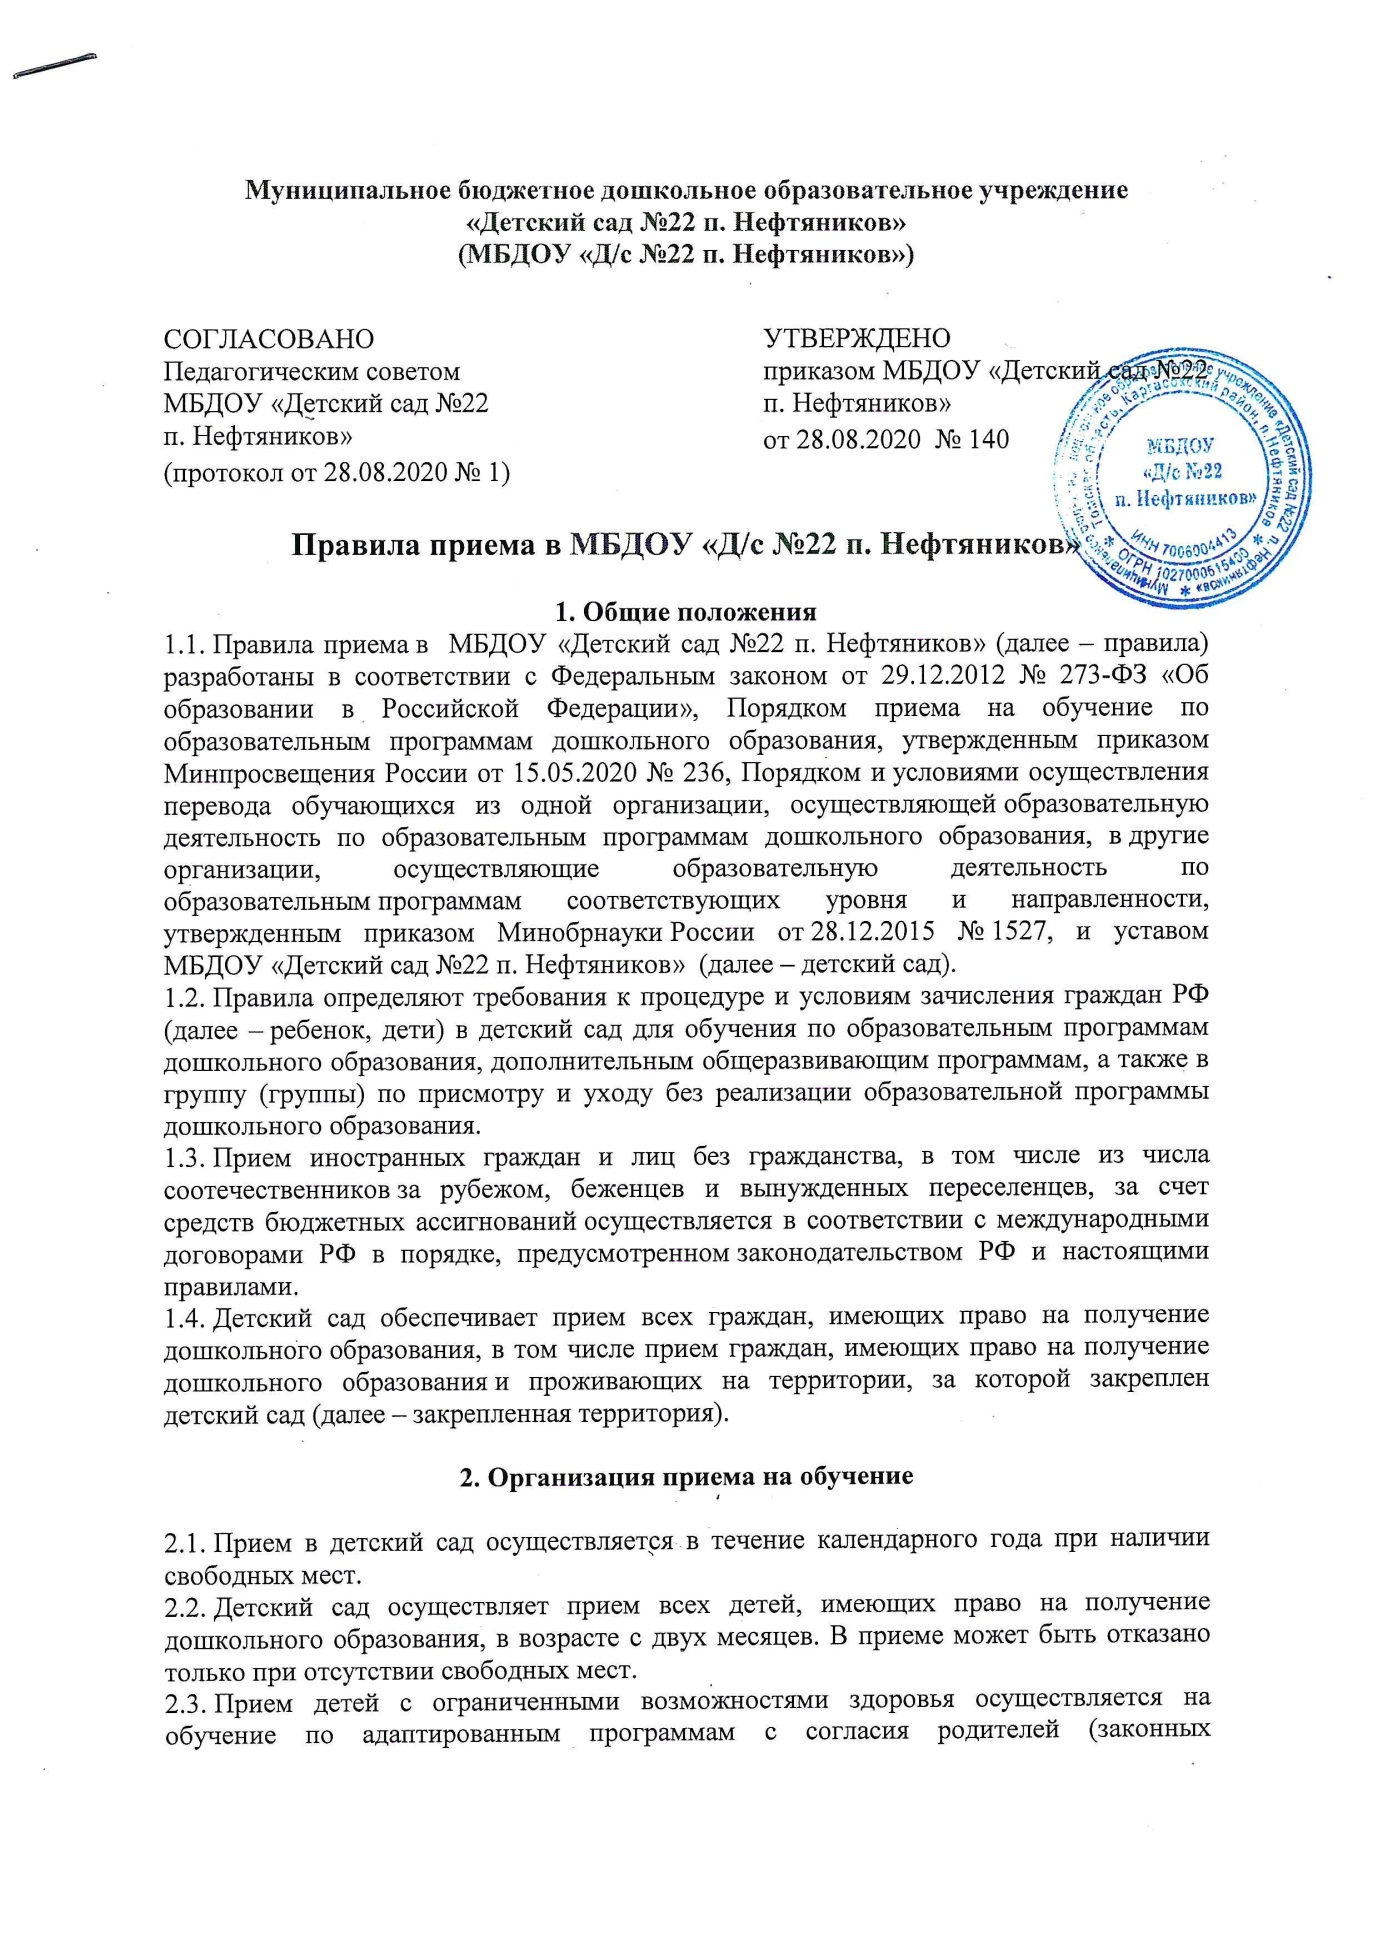 Муниципальное бюджетное дошкольное образовательное учреждение
«Детский сад №22 п. Нефтяников»
(МБДОУ «Д/с №22 п. Нефтяников»)
СОГЛАСОВАНО
Педагогическим советом
МБДОУ «Детский сад №22
п. Нефтяников»
(протокол от 28.08.2020 № 1)
УТВЕРЖДЕНО
приказом МБДОУ «Детский сад №22
п. Нефтяников»
от 28.08.2020 № 140
МБДОУ
«Д/с №22
п. Нефтяников»
ИНН 7006004413
ОГРН 1027000615400
Томская область, Каргасокский район, п. Нефтяников
образовательное учреждение «Детский сад №22 п. Нефтяников»
Правила приема в МБДОУ «Д/с №22 п. Нефтяников»
1. Общие положения
1.1. Правила приема в МБДОУ «Детский сад №22 п. Нефтяников» (далее – правила)
разработаны в соответствии с Федеральным законом от 29.12.2012 № 273-ФЗ «Об
образовании в Российской Федерации», Порядком приема на обучение по
образовательным программам дошкольного образования, утвержденным приказом
Минпросвещения России от 15.05.2020 № 236, Порядком и условиями осуществления
перевода обучающихся из одной организации, осуществляющей образовательную
деятельность по образовательным программам дошкольного образования, в другие
организации, осуществляющие образовательную деятельность по
образовательным программам соответствующих уровня и направленности,
утвержденным приказом Минобрнауки России от 28.12.2015 № 1527, и уставом
МБДОУ «Детский сад №22 п. Нефтяников» (далее – детский сад).
1.2. Правила определяют требования к процедуре и условиям зачисления граждан РФ
(далее – ребенок, дети) в детский сад для обучения по образовательным программам
дошкольного образования, дополнительным общеразвивающим программам, а также в
группу (группы) по присмотру и уходу без реализации образовательной программы
дошкольного образования.
1.3. Прием иностранных граждан и лиц без гражданства, в том числе из числа
соотечественников за рубежом, беженцев и вынужденных переселенцев, за счет
средств бюджетных ассигнований осуществляется в соответствии с международными
договорами РФ в порядке, предусмотренном законодательством РФ и настоящими
правилами.
1.4. Детский сад обеспечивает прием всех граждан, имеющих право на получение
дошкольного образования, в том числе прием граждан, имеющих право на получение
дошкольного образования и проживающих на территории, за которой закреплен
детский сад (далее – закрепленная территория).
2. Организация приема на обучение
2.1. Прием в детский сад осуществляется в течение календарного года при наличии
свободных мест.
2.2. Детский сад осуществляет прием всех детей, имеющих право на получение
дошкольного образования, в возрасте с двух месяцев. В приеме может быть отказано
только при отсутствии свободных мест.
2.3. Прием детей с ограниченными возможностями здоровья осуществляется на
обучение по адаптированным программам с согласия родителей (законных